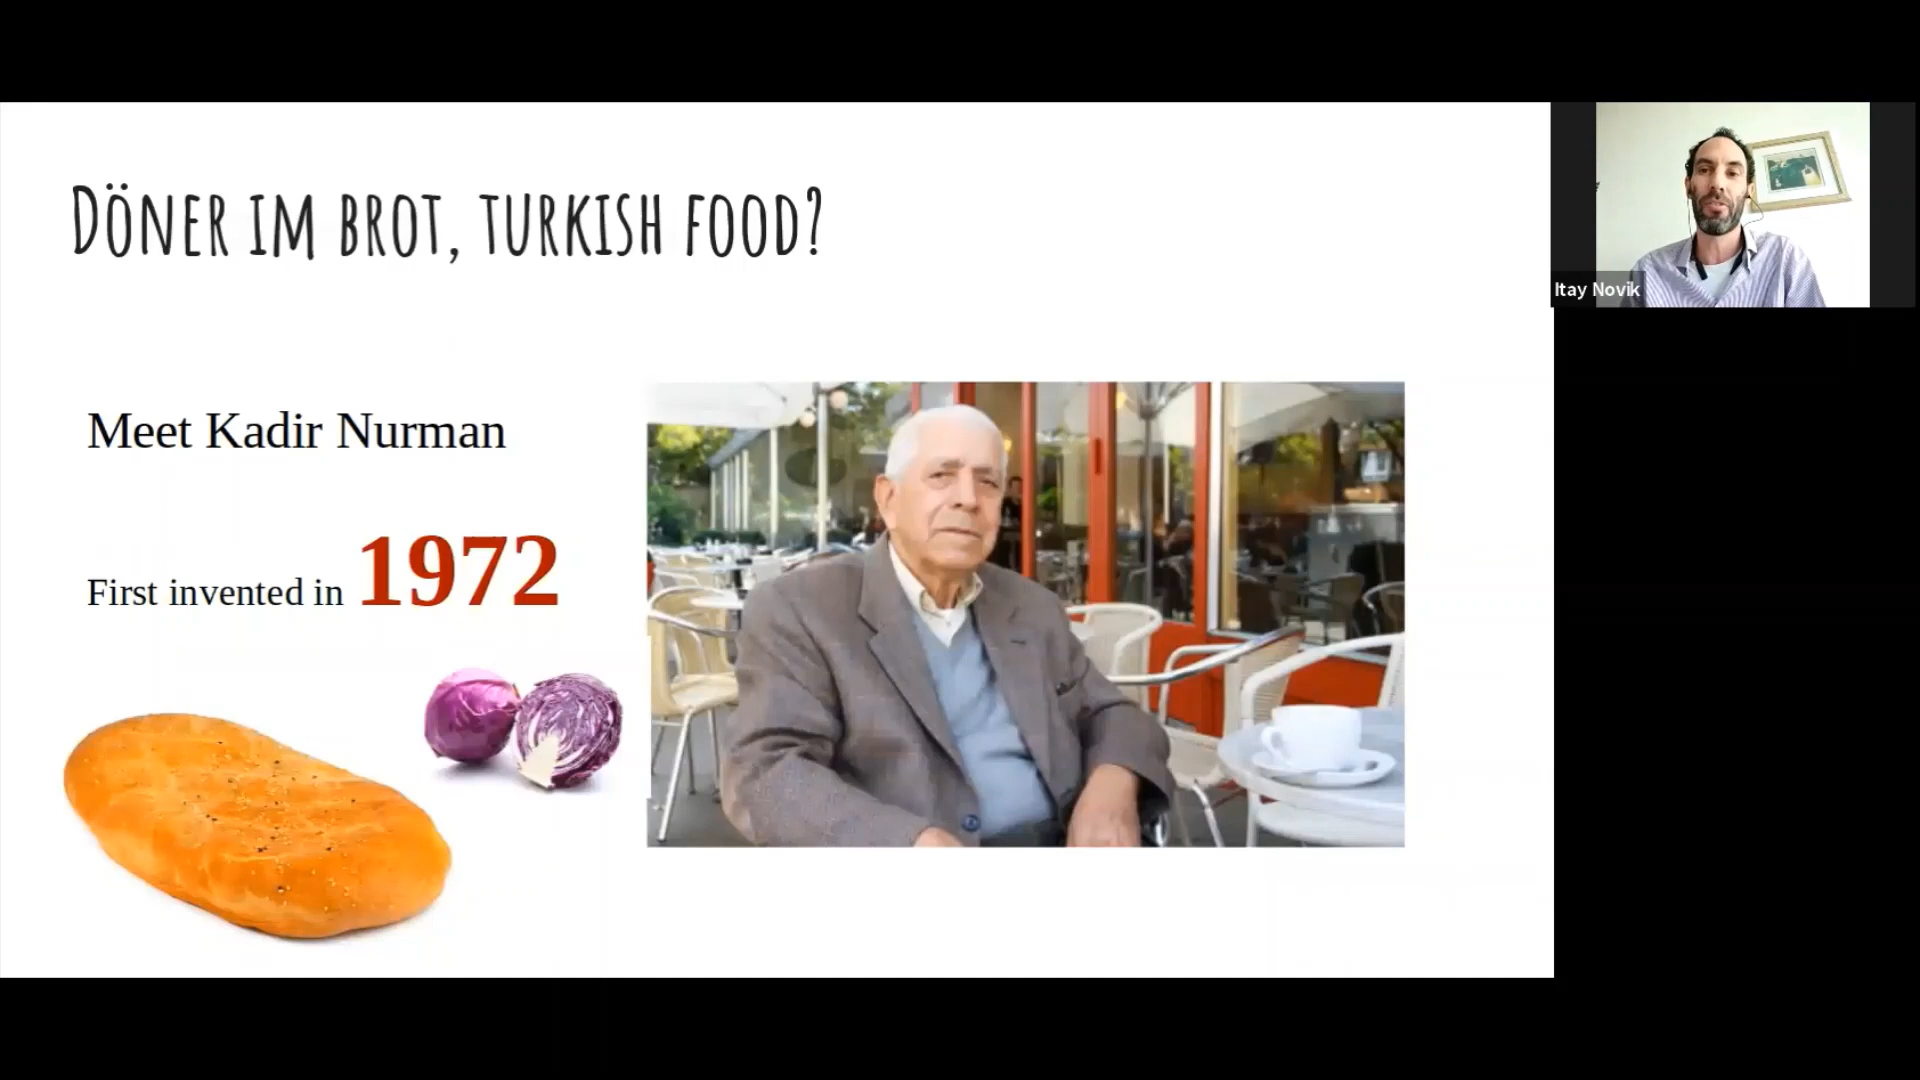 DÖNER IM BROT, TURKISH FOOD?
Meet Kadir Nurman
First invented in 1972
Itay Novik